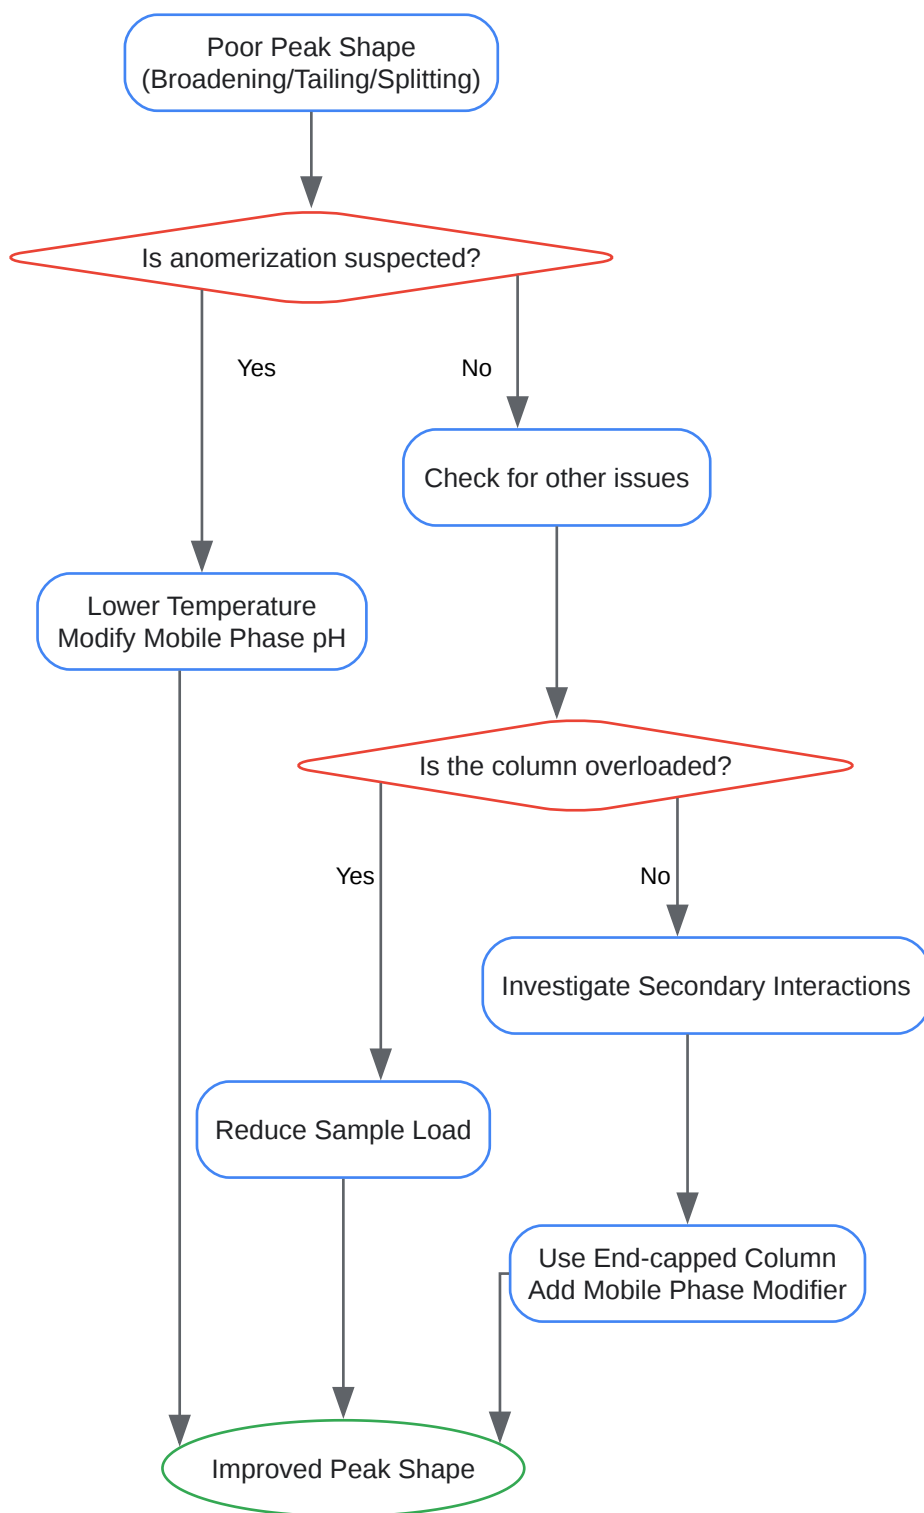 Poor Peak Shape
(Broadening/Tailing/Splitting)
Is anomerization suspected?
Yes
No
Check for other issues
Lower Temperature
Modify Mobile Phase pH
Is the column overloaded?
Yes
No
Investigate Secondary Interactions
Reduce Sample Load
Use End-capped Column
Add Mobile Phase Modifier
Improved Peak Shape